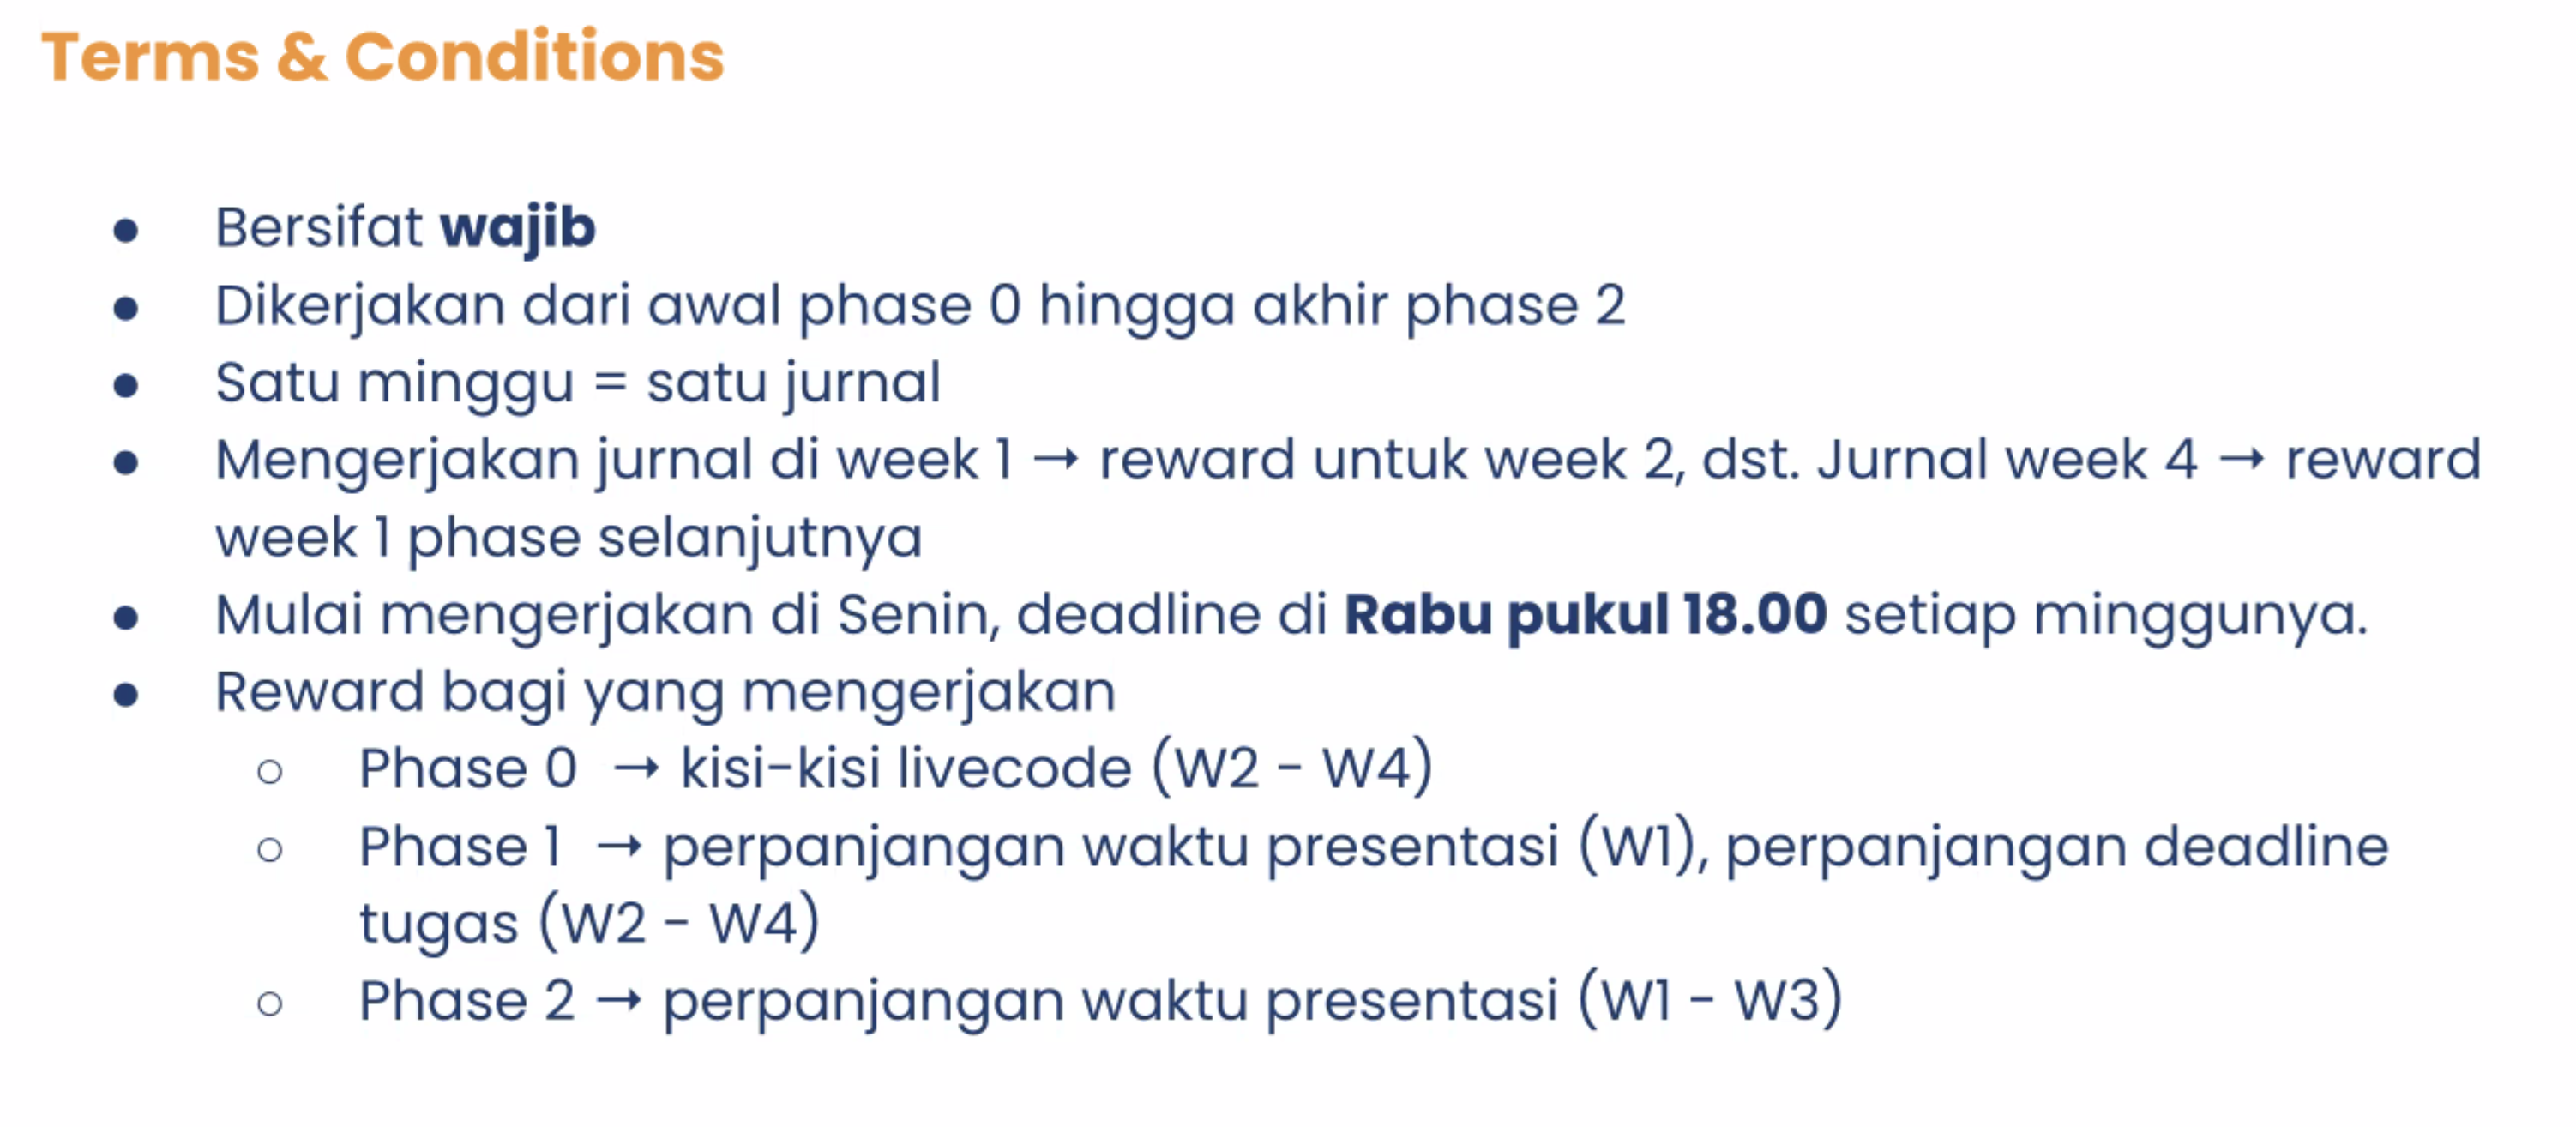 Terms & Conditions
● Bersifat wajib
● Dikerjakan dari awal phase 0 hingga akhir phase 2
● Satu minggu = satu jurnal
● Mengerjakan jurnal di week 1 → reward untuk week 2, dst. Jurnal week 4 → reward
week 1 phase selanjutnya
● Mulai mengerjakan di Senin, deadline di Rabu pukul 18.00 setiap minggunya.
● Reward bagi yang mengerjakan
○ Phase 0 → kisi-kisi livecode (W2 - W4)
○ Phase 1 → perpanjangan waktu presentasi (W1), perpanjangan deadline
tugas (W2 - W4)
○ Phase 2 → perpanjangan waktu presentasi (W1 - W3)